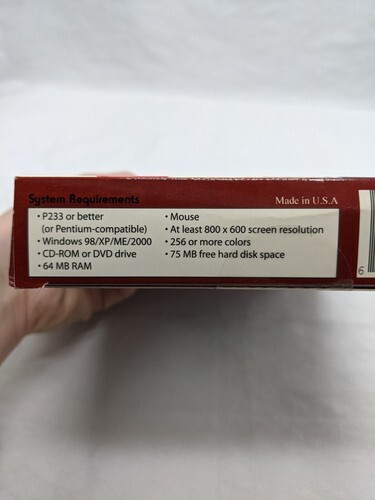 System Requirements
Made in U.S.A
• P233 or better
(or Pentium-compatible)
• Windows 98/XP/ME/2000
• CD-ROM or DVD drive
• 64 MB RAM
• Mouse
• At least 800 x 600 screen resolution
• 256 or more colors
• 75 MB free hard disk space
6